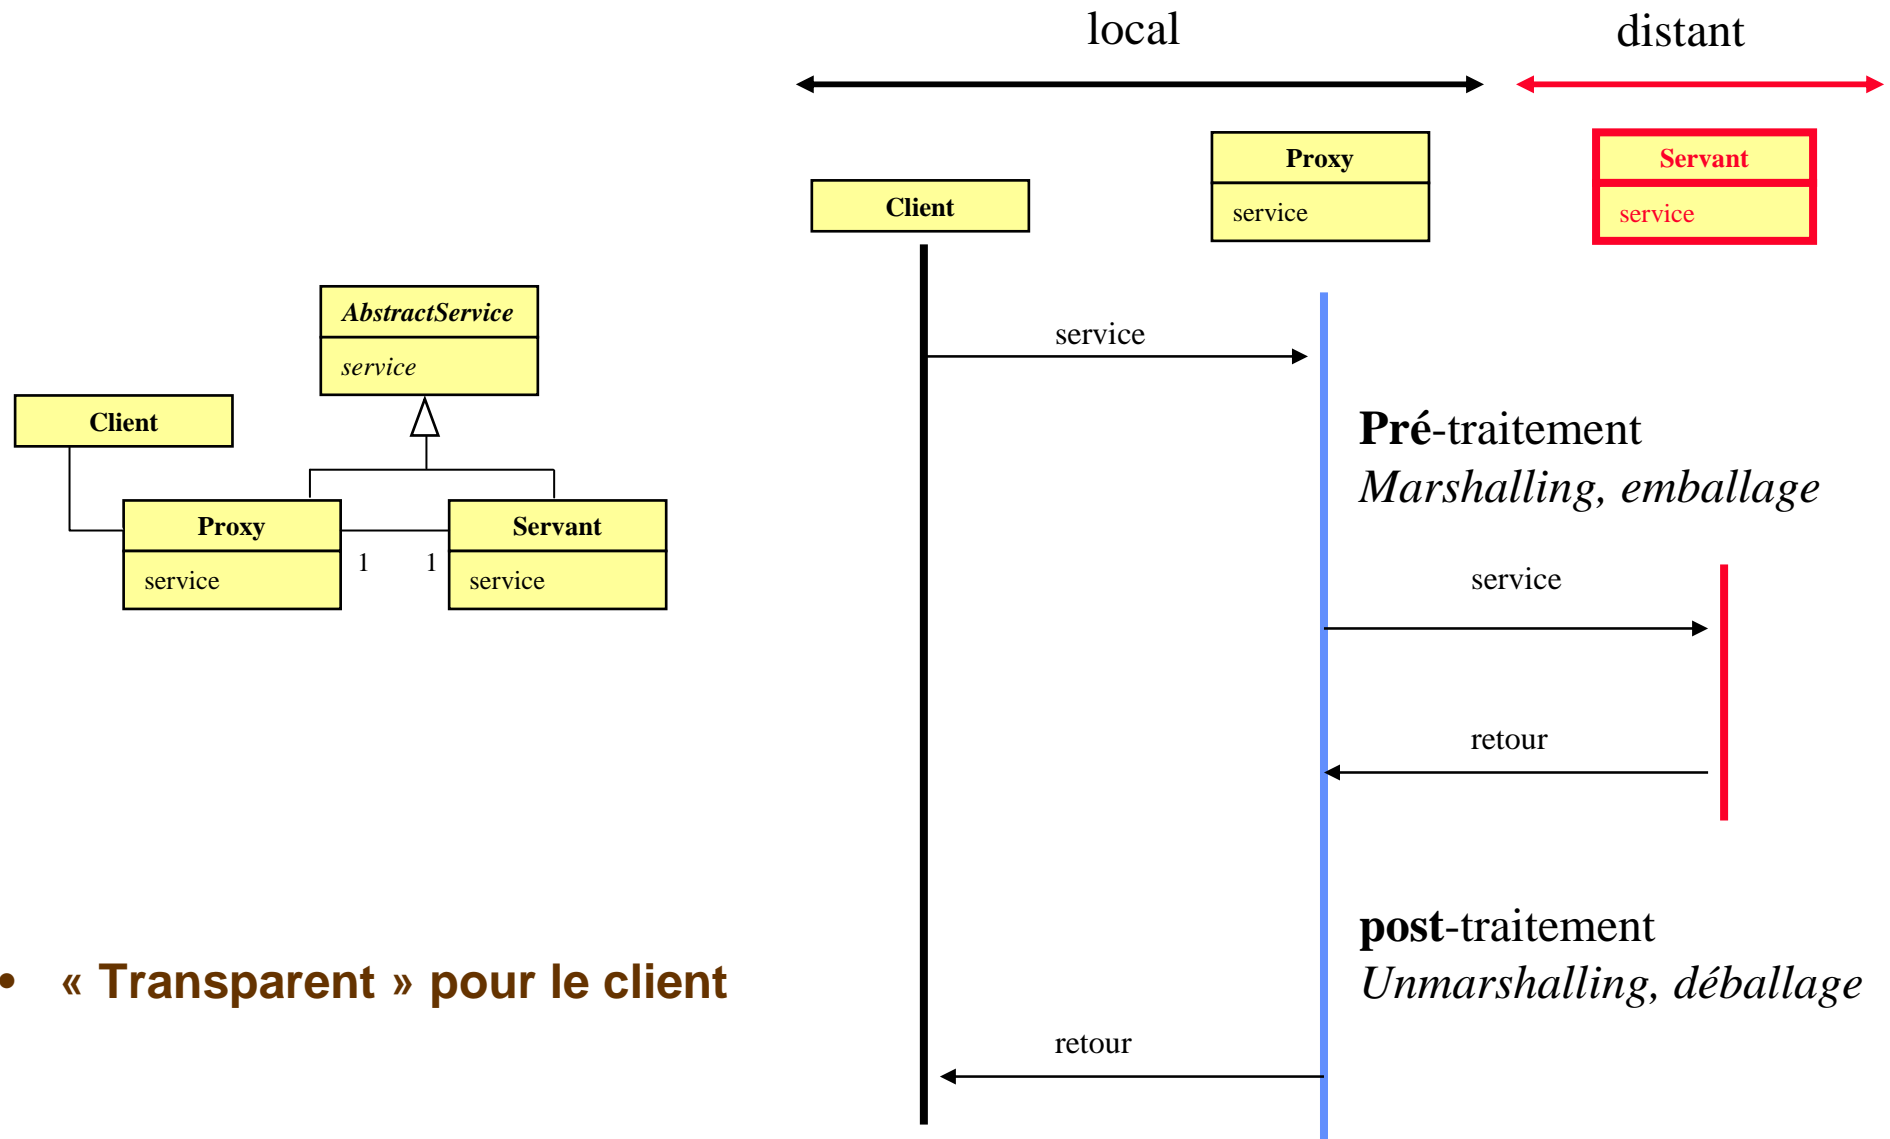 local
distant
Client
Proxy
service
Servant
service
AbstractService
service
Client
Proxy
service
1
1
Servant
service
service
Pré-traitement
Marshalling, emballage
service
retour
post-traitement
Unmarshalling, déballage
retour
• « Transparent » pour le client